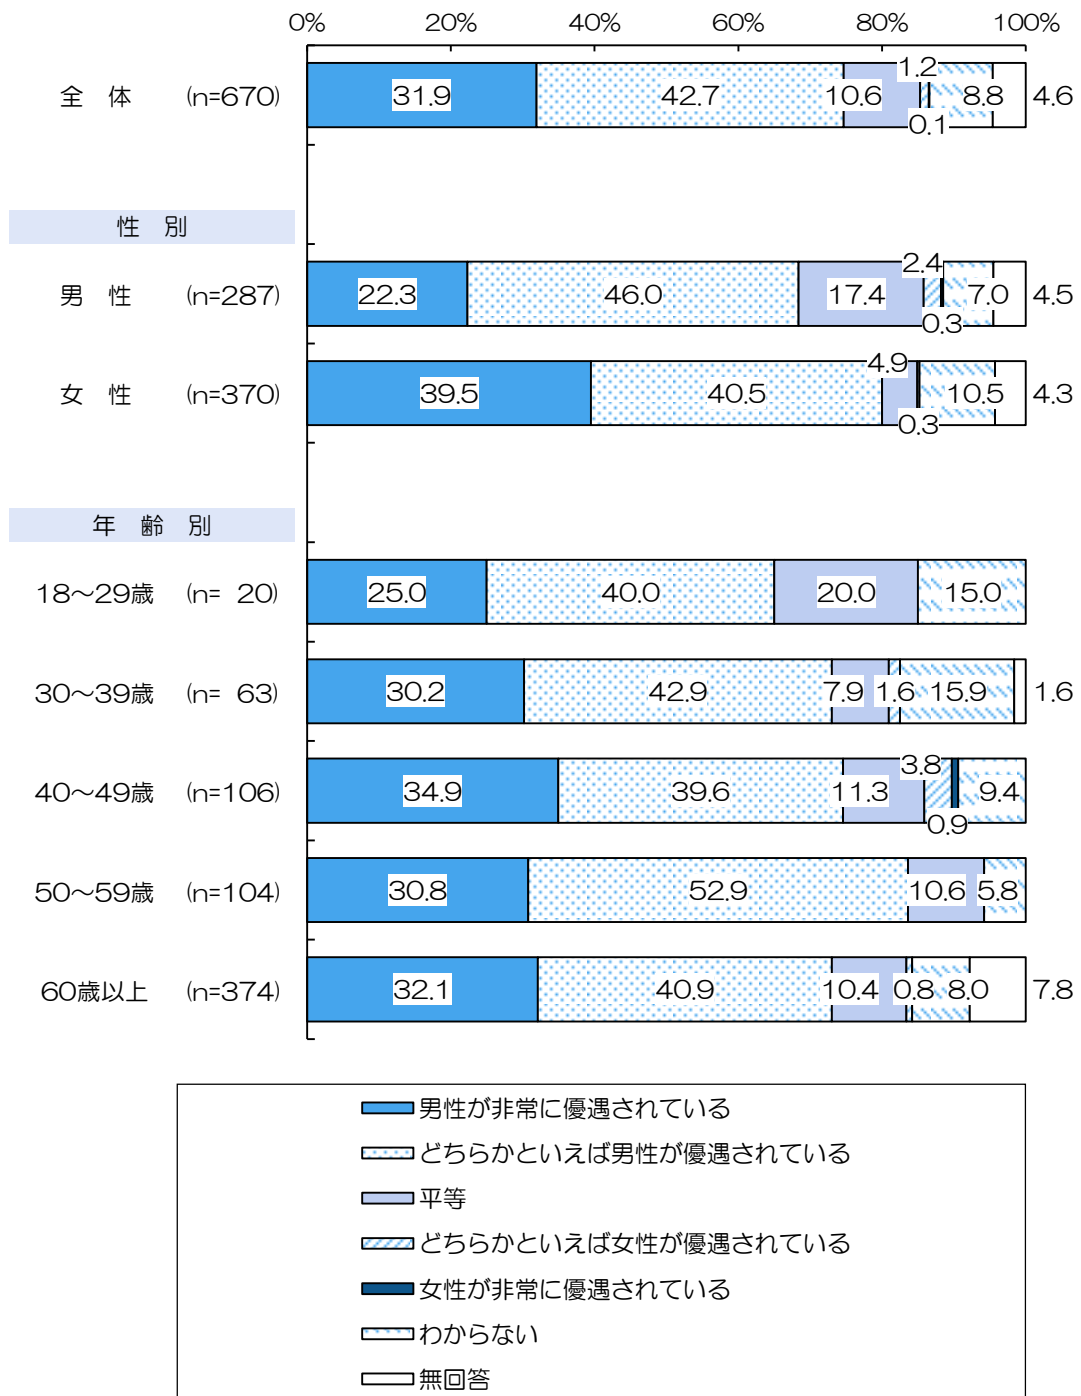 0% 20% 40% 60% 80% 100%
全 体 (n=670) 31.9 42.7 10.6 1.2 0.1 8.8 4.6
性 別
男 性 (n=287) 22.3 46.0 17.4 2.4 0.3 7.0 4.5
女 性 (n=370) 39.5 40.5 4.9 0.3 10.5 4.3
年 齢 別
18～29歳 (n= 20) 25.0 40.0 20.0 15.0
30～39歳 (n= 63) 30.2 42.9 7.9 1.6 15.9 1.6
40～49歳 (n=106) 34.9 39.6 11.3 3.8 0.9 9.4
50～59歳 (n=104) 30.8 52.9 10.6 5.8
60歳以上 (n=374) 32.1 40.9 10.4 0.8 8.0 7.8
男性が非常に優遇されている
どちらかといえば男性が優遇されている
平等
どちらかといえば女性が優遇されている
女性が非常に優遇されている
わからない
無回答